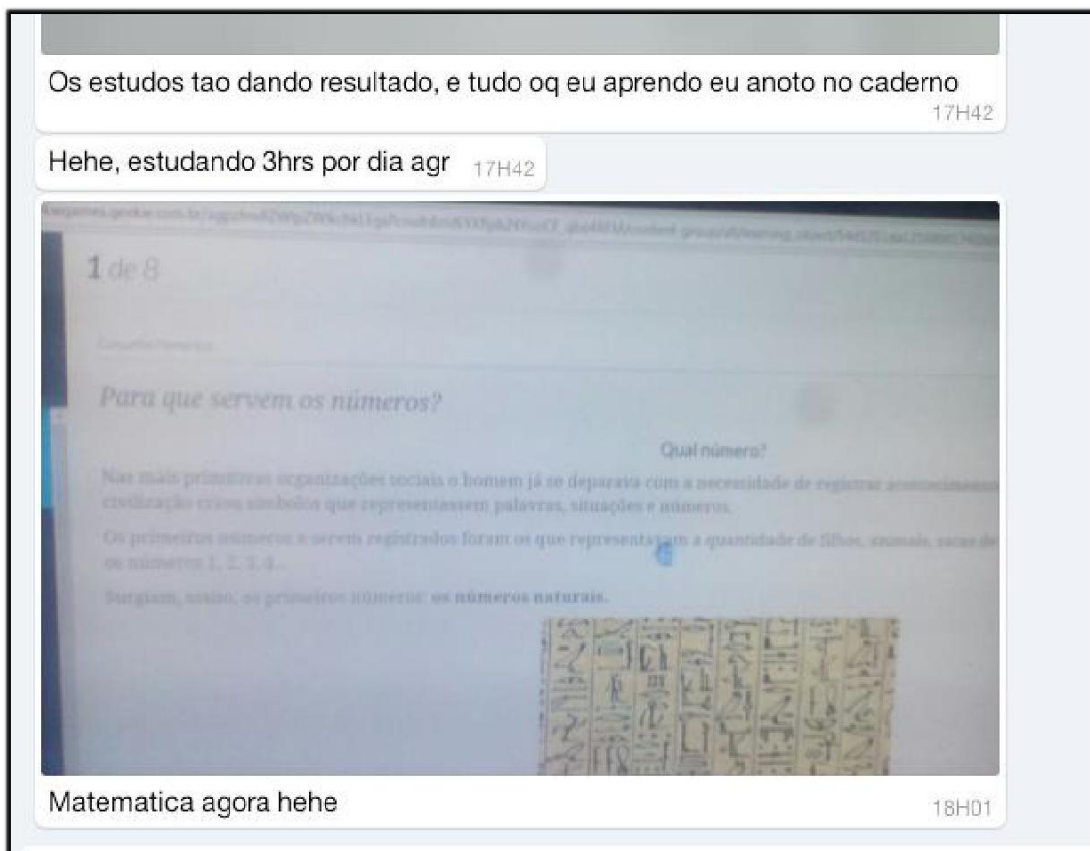 Os estudos tao dando resultado, e tudo oq eu aprendo eu anoto no caderno
17H42
Hehe, estudando 3hrs por dia agr 17H42
1 de 8
Para que servem os números?
Qual número?
Nas mais primitivas organizações sociais o homem já se deparava com a necessidade de registrar
civilização criou símbolos que representassem palavras, situações e números.
Os primeiros números a serem registrados foram os que representavam a quantidade de filhos, animais,
os números 1, 2, 3, 4
Surgiam, assim, os primeiros números: os números naturais.
Matematica agora hehe
18H01